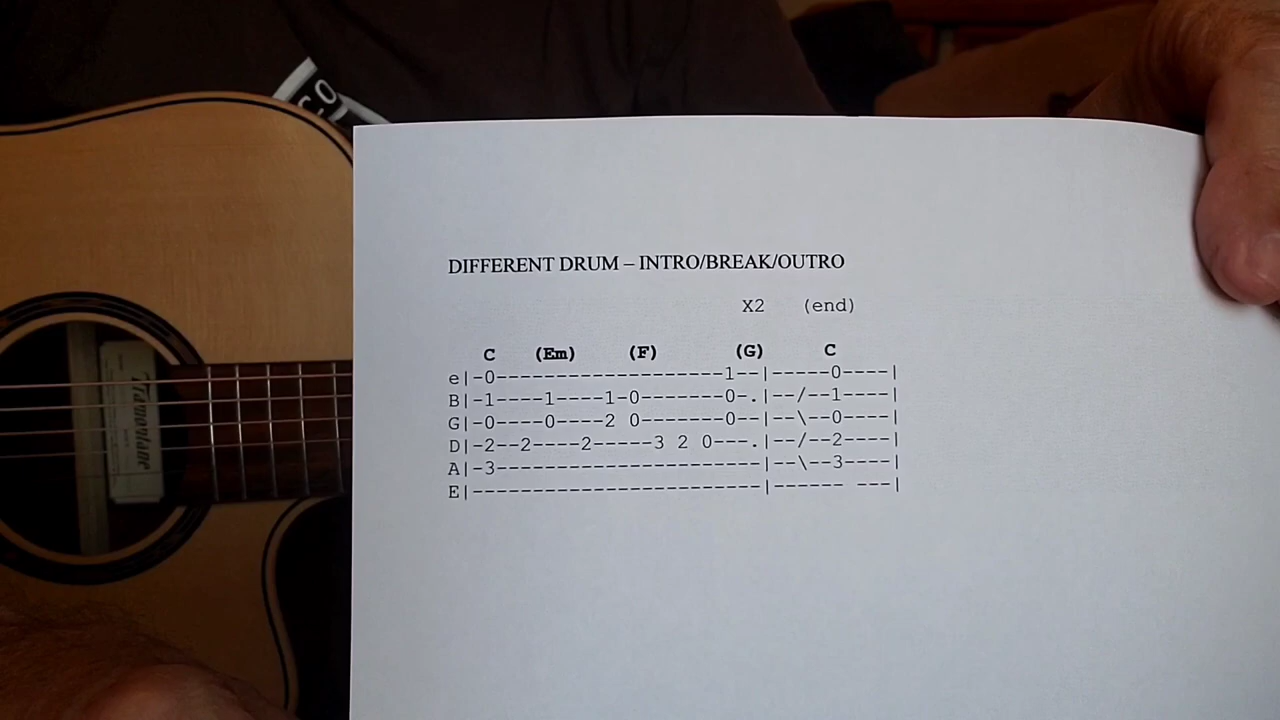 DIFFERENT DRUM – INTRO/BREAK/OUTRO
X2 (end)
C (Em) (F) (G) C
e|-0-------------------1--|-----0----|
B|-1----1----1-0-------0-.|--/--1----|
G|-0----0----2 0-------0--|--\--0----|
D|-2--2----2-----3 2 0---.|--/--2----|
A|-3----------------------|--\--3----|
E|------------------------|------ ---|
Tamontane